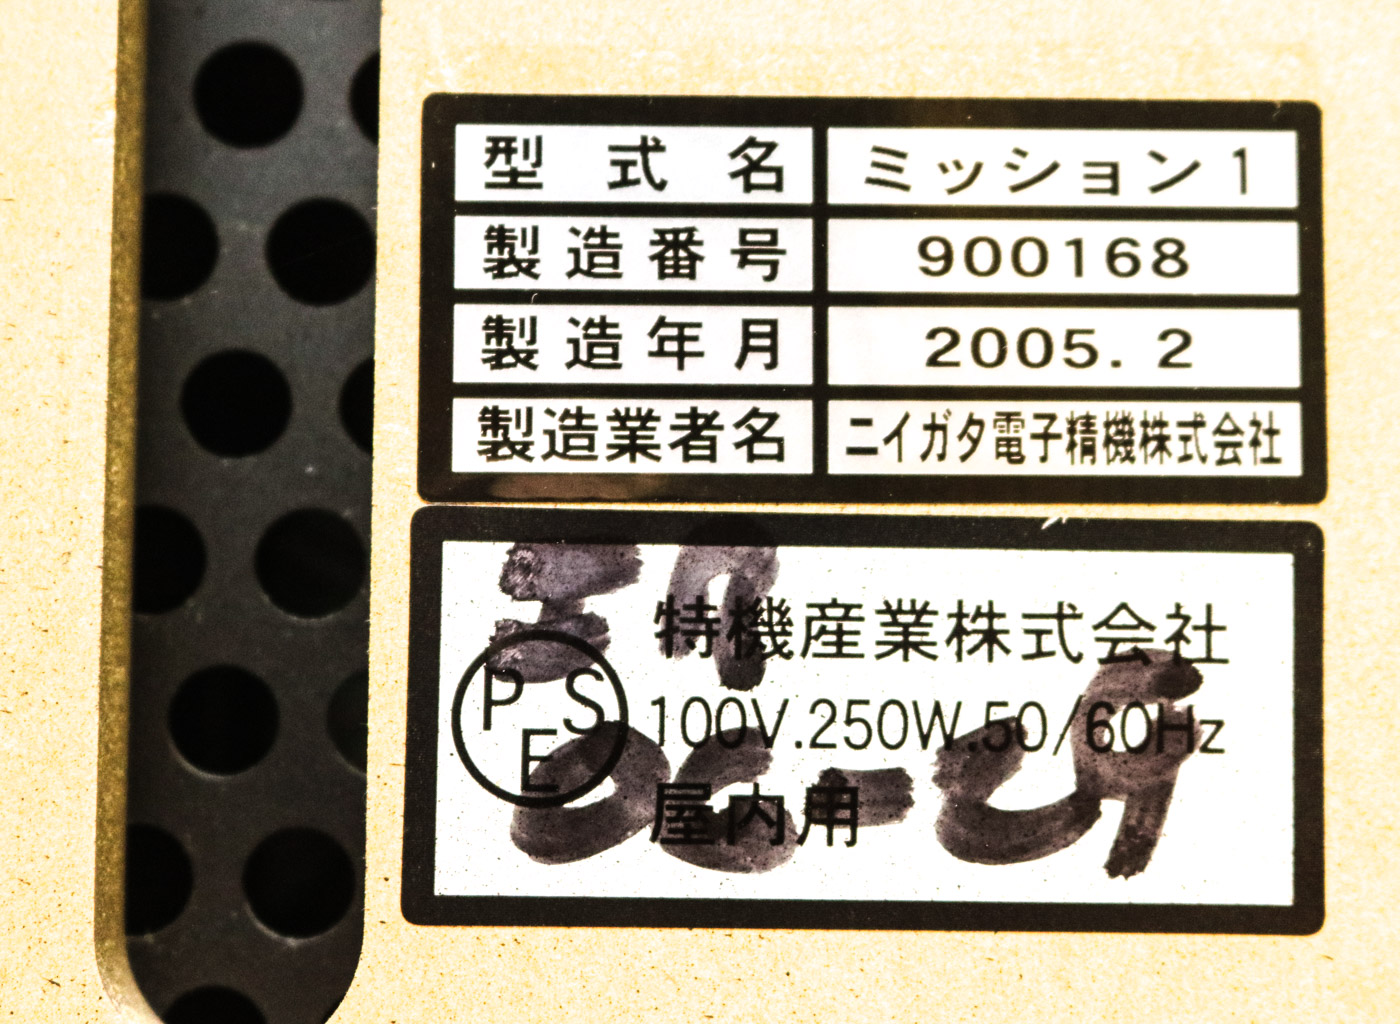 型式名 ミッション1
製造番号 900168
製造年月 2005. 2
製造業者名 ニイガタ電子精機株式会社
特機産業株式会社
PSE 100V.250W.50/60Hz
屋内用